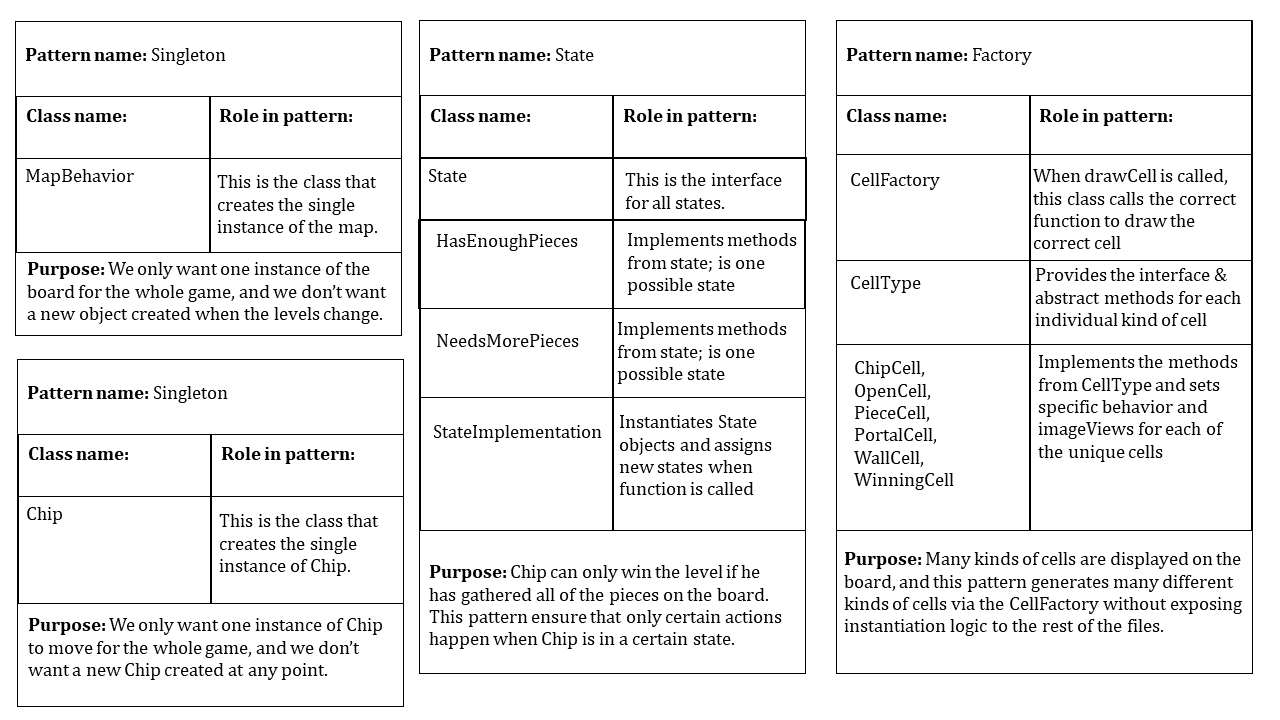 Pattern name: Singleton
Class name:
Role in pattern:
MapBehavior
This is the class that
creates the single
instance of the map.
Purpose: We only want one instance of the
board for the whole game, and we don't want
a new object created when the levels change.
Pattern name: Singleton
Class name:
Role in pattern:
Chip
This is the class that
creates the single
instance of Chip.
Purpose: We only want one instance of Chip
to move for the whole game, and we don't
want a new Chip created at any point.
Pattern name: State
Class name:
Role in pattern:
State
This is the interface
for all states.
HasEnoughPieces
Implements methods
from state; is one
possible state
NeedsMorePieces
Implements methods
from state; is one
possible state
StateImplementation
Instantiates State
objects and assigns
new states when
function is called
Purpose: Chip can only win the level if he
has gathered all of the pieces on the board.
This pattern ensure that only certain actions
happen when Chip is in a certain state.
Pattern name: Factory
Class name:
Role in pattern:
CellFactory
When drawCell is called,
this class calls the correct
function to draw the
correct cell
CellType
Provides the interface &
abstract methods for each
individual kind of cell
ChipCell,
OpenCell,
PieceCell,
PortalCell,
WallCell,
WinningCell
Implements the methods
from CellType and sets
specific behavior and
imageViews for each of
the unique cells
Purpose: Many kinds of cells are displayed on the
board, and this pattern generates many different
kinds of cells via the CellFactory without exposing
instantiation logic to the rest of the files.